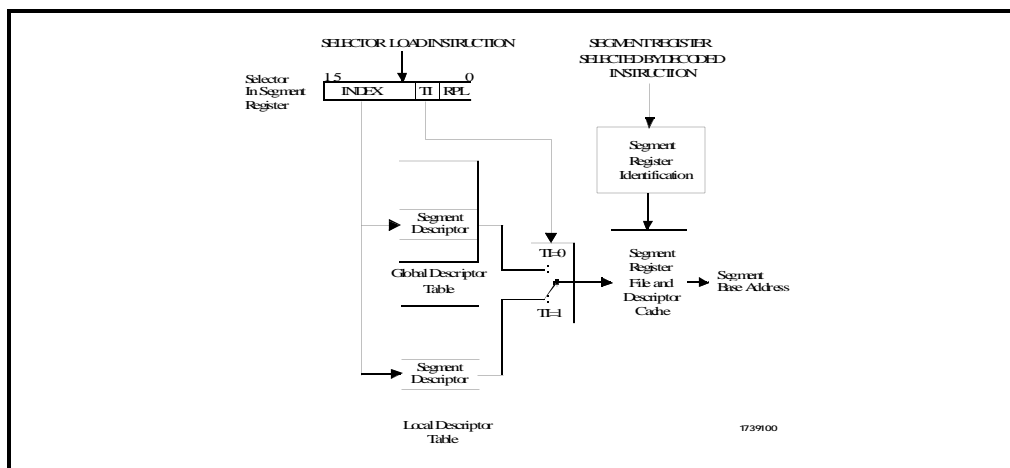 SELECTOR LOAD INSTRUCTION
SEGMENT REGISTER
SELECTED BY DECODED
INSTRUCTION
Selector
In Segment
Register
15
0
INDEX
TI
RPL
Segment
Register
Identification
Segment
Descriptor
Global Descriptor
Table
TI=0
TI=1
Segment
Register
File and
Descriptor
Cache
Segment
Base Address
Segment
Descriptor
Local Descriptor
Table
1739100